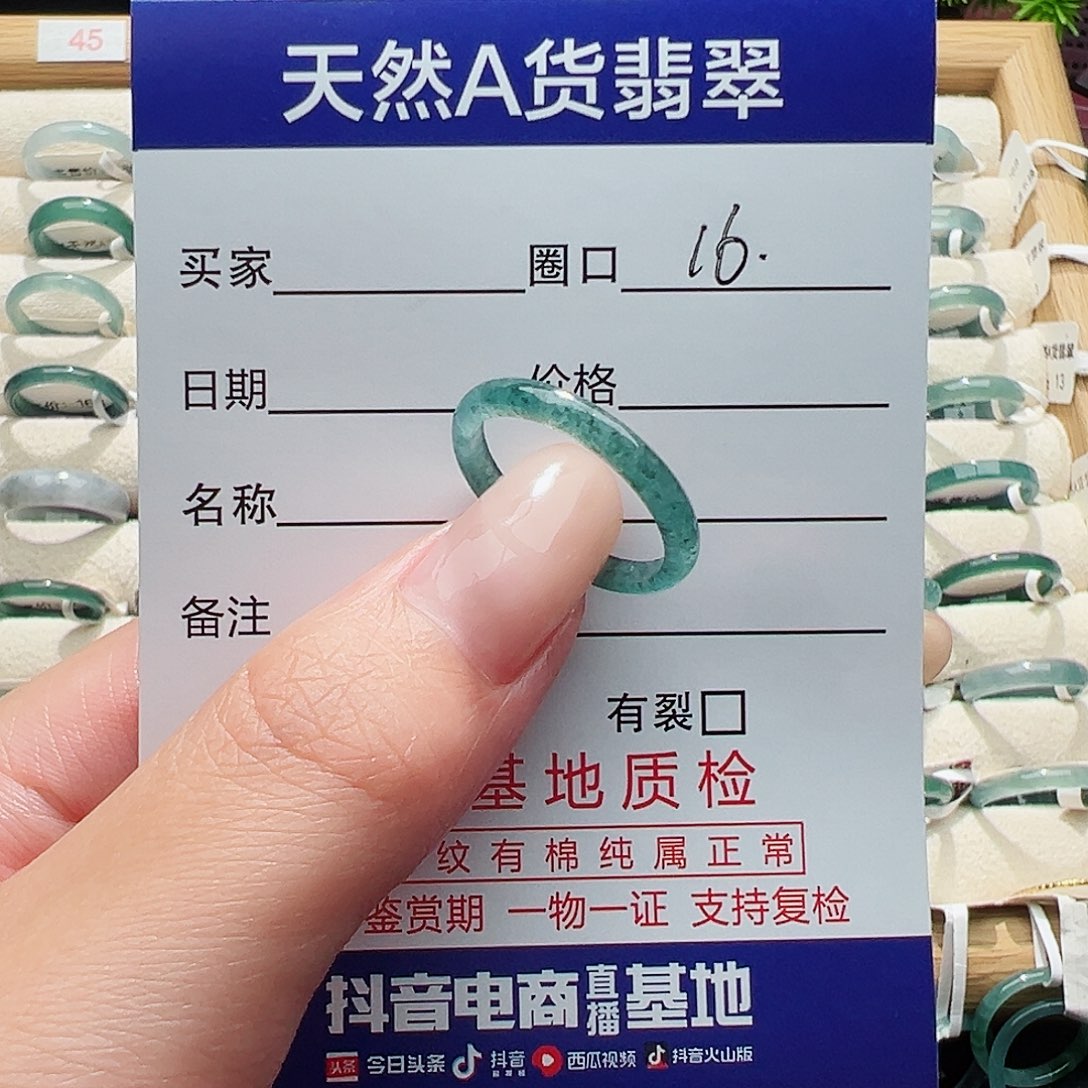 45
天然A货翡翠
买家 圈口 16.
日期 价格
名称
备注
有裂
基地质检
纹有棉纯属正常
鉴赏期 一物一证 支持复检
抖音电商直播基地
头条 今日头条 抖音 西瓜视频 抖音火山版
13